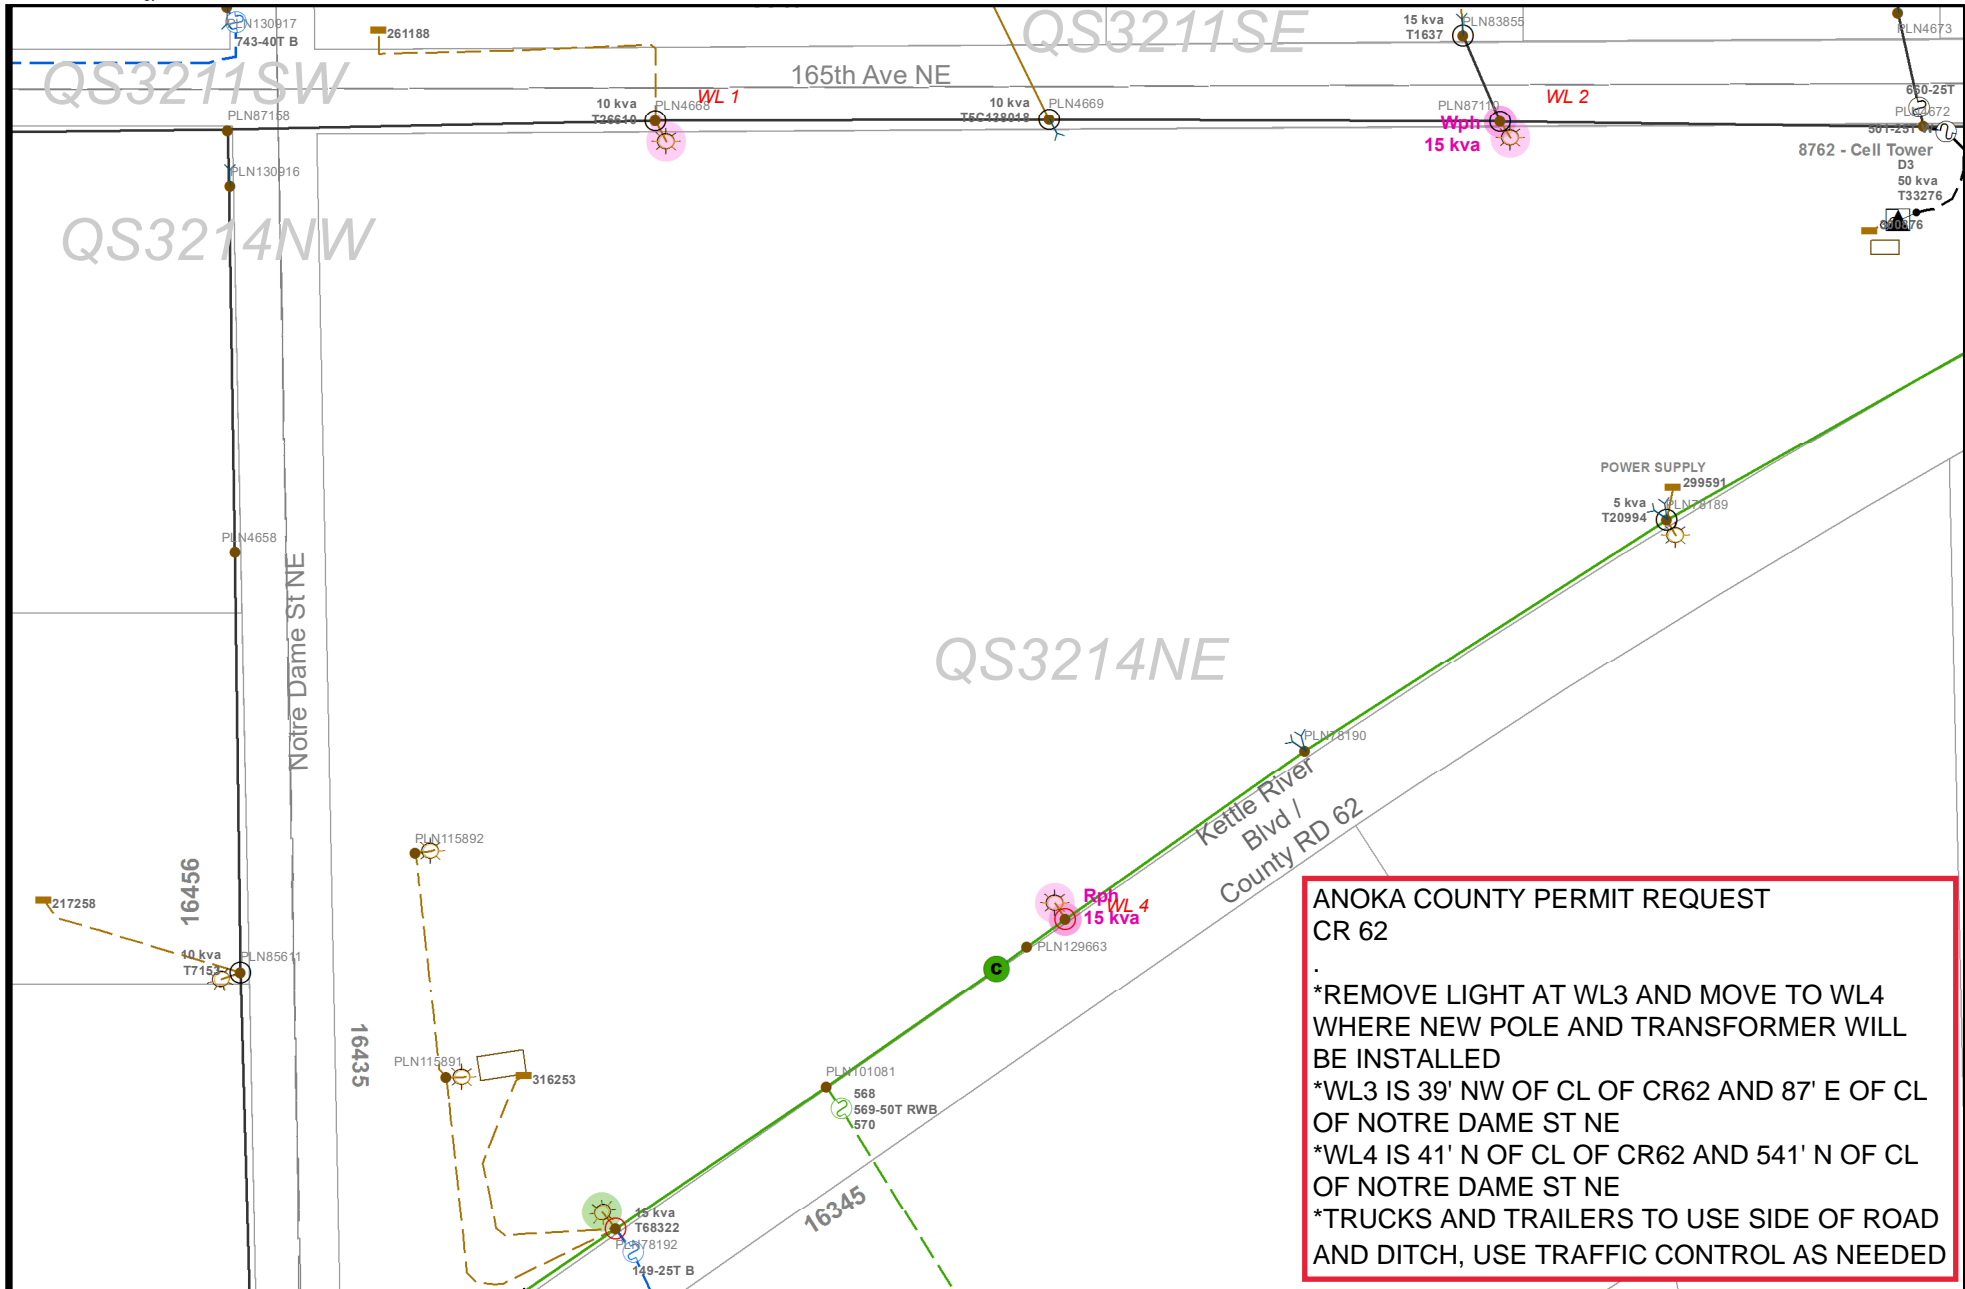 PLN130917
743-40T B
261188
QS3211SW
QS3211SE
165th Ave NE
15 kva
T1637
PLN83855
PLN4673
PLN87158
10 kva
T26610
PLN4668
WL 1
10 kva
T5C138018
PLN4669
PLN87110
Wph
15 kva
WL 2
660-25T
PLN4672
8762 - Cell Tower
D3
50 kva
T33276
PLN130916
QS3214NW
POWER SUPPLY
299591
5 kva
T20994
PLN78189
PLN4658
Notre Dame St NE
QS3214NE
PLN78190
Kettle River
Blvd /
County RD 62
PLN115892
16456
217258
10 kva
T7153
PLN85611
Rph
15 kva
WL 4
PLN129663
C
16435
PLN115891
316253
PLN101081
568
569-50T RWB
570
16345
15 kva
T68322
PLN78192
149-25T B
ANOKA COUNTY PERMIT REQUEST
CR 62
.
*REMOVE LIGHT AT WL3 AND MOVE TO WL4
WHERE NEW POLE AND TRANSFORMER WILL
BE INSTALLED
*WL3 IS 39' NW OF CL OF CR62 AND 87' E OF CL
OF NOTRE DAME ST NE
*WL4 IS 41' N OF CL OF CR62 AND 541' N OF CL
OF NOTRE DAME ST NE
*TRUCKS AND TRAILERS TO USE SIDE OF ROAD
AND DITCH, USE TRAFFIC CONTROL AS NEEDED